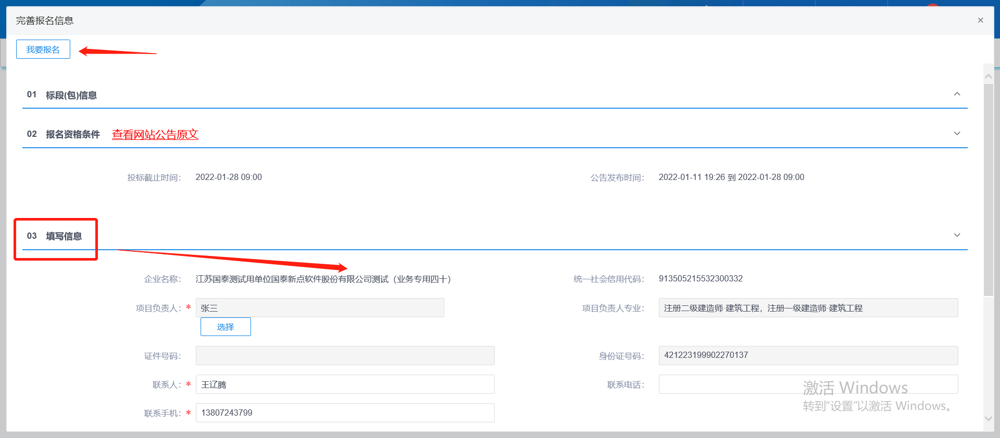 完善报名信息
我要报名
01 标段(包)信息
02 报名资格条件 查看网站公告原文
投标截止时间： 2022-01-28 09:00 公告发布时间： 2022-01-11 19:26 到 2022-01-28 09:00
03 填写信息
企业名称： 江苏国泰测试用单位国泰新点软件股份有限公司测试（业务专用四十） 统一社会信用代码： 913505215532300332
项目负责人：* 张三 项目负责人专业： 注册二级建造师·建筑工程，注册一级建造师·建筑工程
选择
证件号码： 身份证号码： 421223199902270137
联系人：* 王辽腾 联系电话：
联系手机：* 13807243799
激活 Windows
转到“设置”以激活 Windows。